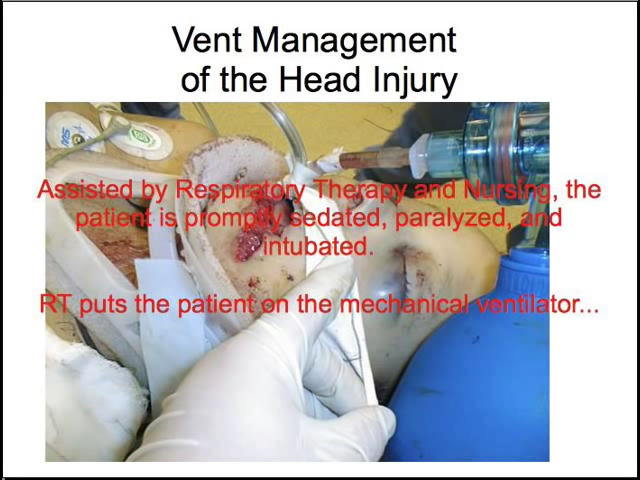 Vent Management
of the Head Injury
Assisted by Respiratory Therapy and Nursing, the
patient is promptly sedated, paralyzed, and
intubated.
RT puts the patient on the mechanical ventilator...